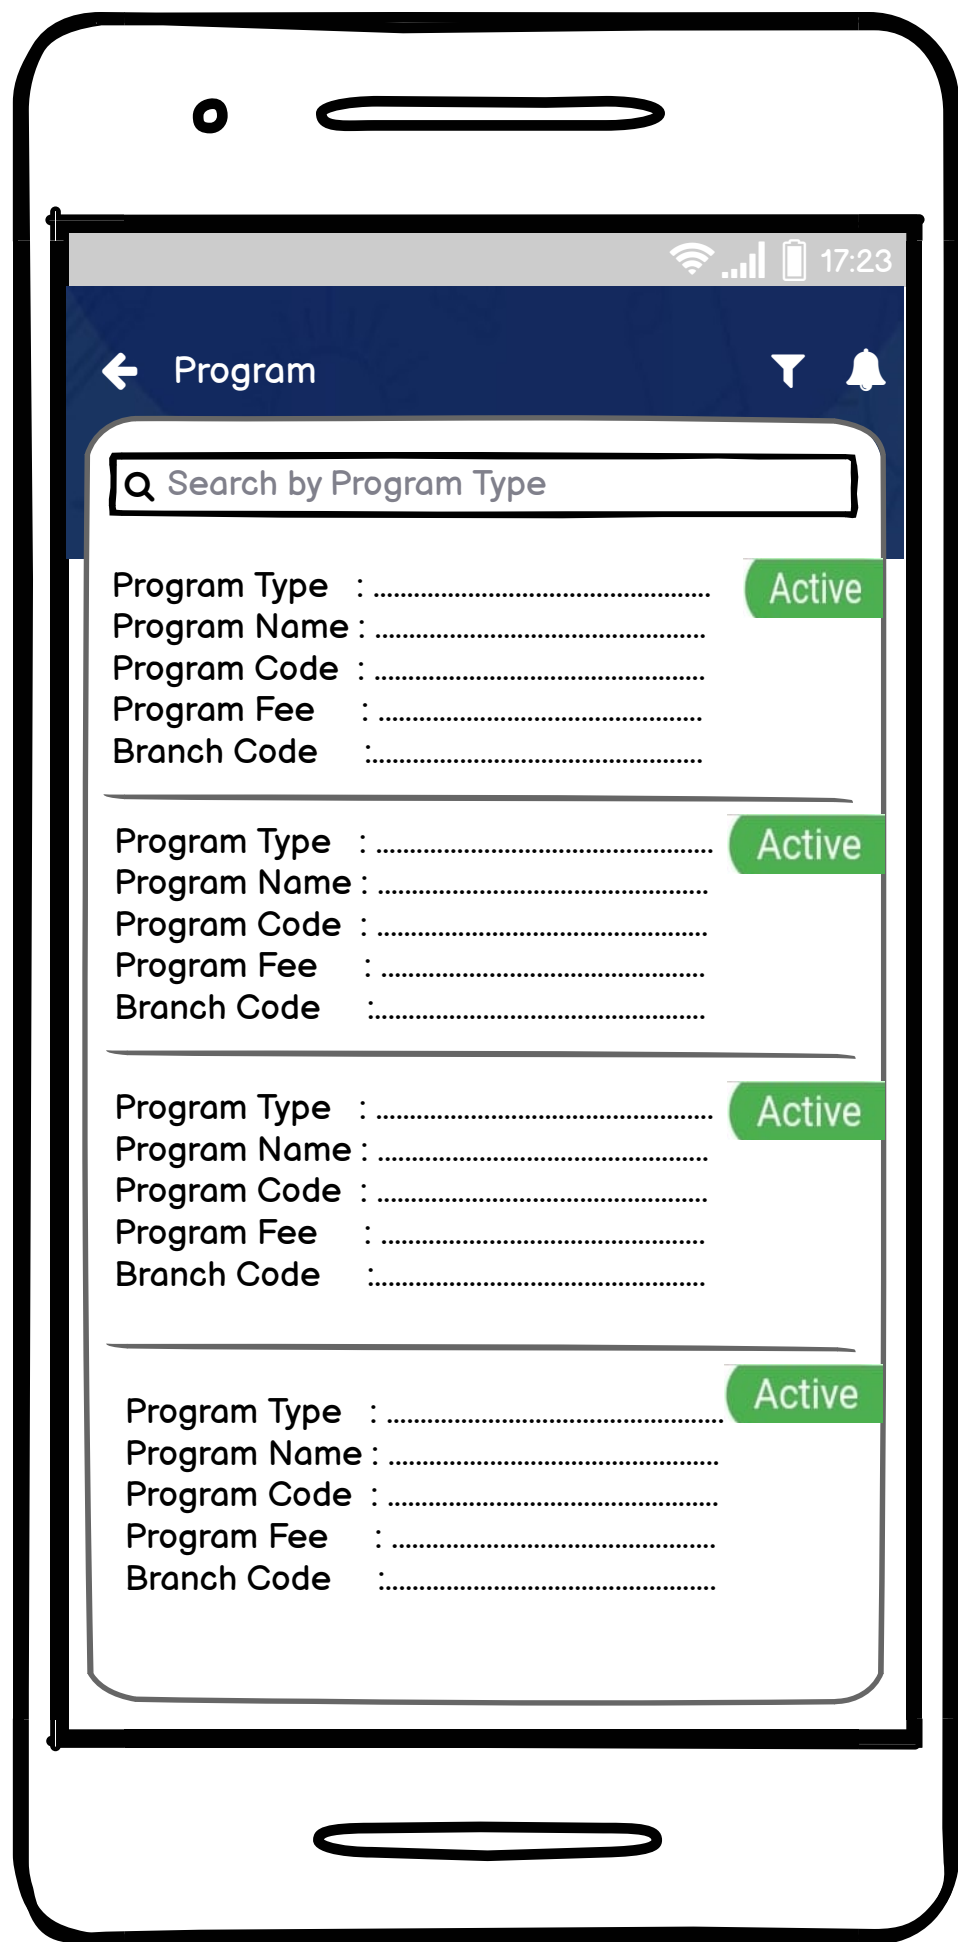 17:23
Program
Search by Program Type
Program Type : ........................................ Active
Program Name : .......................................
Program Code : .......................................
Program Fee : ......................................
Branch Code :.......................................
Program Type : ........................................ Active
Program Name : .......................................
Program Code : .......................................
Program Fee : ......................................
Branch Code :.......................................
Program Type : ........................................ Active
Program Name : .......................................
Program Code : .......................................
Program Fee : ......................................
Branch Code :.......................................
Program Type : ........................................ Active
Program Name : .......................................
Program Code : .......................................
Program Fee : ......................................
Branch Code :.......................................